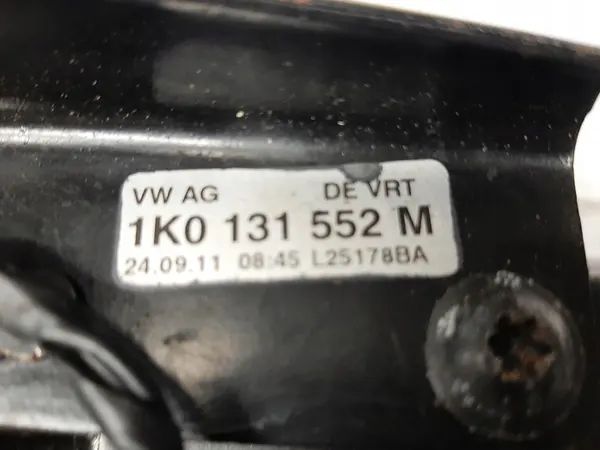 VW AG DE VRT
1K0 131 552 M
24.09.11 08:45 L25178BA